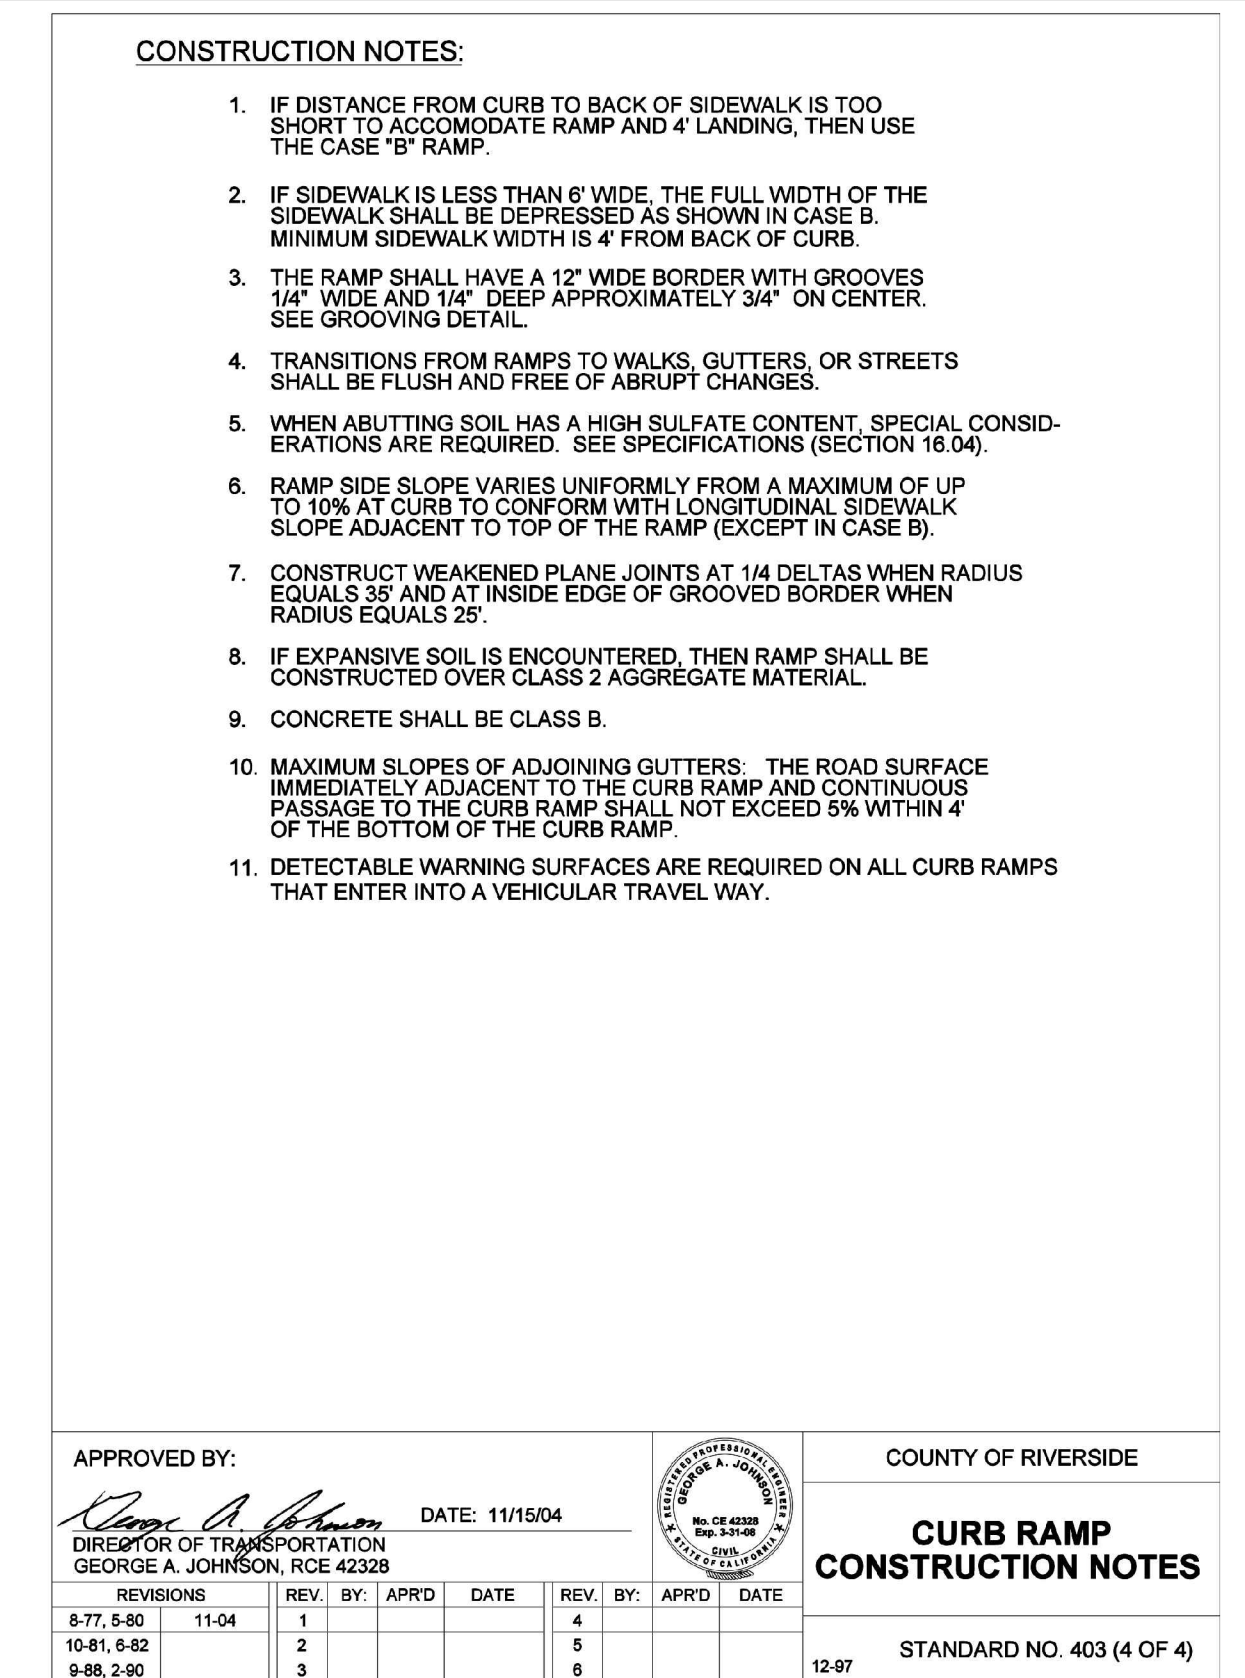 CONSTRUCTION NOTES:
1. IF DISTANCE FROM CURB TO BACK OF SIDEWALK IS TOO
SHORT TO ACCOMODATE RAMP AND 4' LANDING, THEN USE
THE CASE "B" RAMP.
2. IF SIDEWALK IS LESS THAN 6' WIDE, THE FULL WIDTH OF THE
SIDEWALK SHALL BE DEPRESSED AS SHOWN IN CASE B.
MINIMUM SIDEWALK WIDTH IS 4' FROM BACK OF CURB.
3. THE RAMP SHALL HAVE A 12" WIDE BORDER WITH GROOVES
1/4" WIDE AND 1/4" DEEP APPROXIMATELY 3/4" ON CENTER.
SEE GROOVING DETAIL.
4. TRANSITIONS FROM RAMPS TO WALKS, GUTTERS, OR STREETS
SHALL BE FLUSH AND FREE OF ABRUPT CHANGES.
5. WHEN ABUTTING SOIL HAS A HIGH SULFATE CONTENT, SPECIAL CONSID-
ERATIONS ARE REQUIRED. SEE SPECIFICATIONS (SECTION 16.04).
6. RAMP SIDE SLOPE VARIES UNIFORMLY FROM A MAXIMUM OF UP
TO 10% AT CURB TO CONFORM WITH LONGITUDINAL SIDEWALK
SLOPE ADJACENT TO TOP OF THE RAMP (EXCEPT IN CASE B).
7. CONSTRUCT WEAKENED PLANE JOINTS AT 1/4 DELTAS WHEN RADIUS
EQUALS 35' AND AT INSIDE EDGE OF GROOVED BORDER WHEN
RADIUS EQUALS 25'.
8. IF EXPANSIVE SOIL IS ENCOUNTERED, THEN RAMP SHALL BE
CONSTRUCTED OVER CLASS 2 AGGREGATE MATERIAL.
9. CONCRETE SHALL BE CLASS B.
10. MAXIMUM SLOPES OF ADJOINING GUTTERS: THE ROAD SURFACE
IMMEDIATELY ADJACENT TO THE CURB RAMP AND CONTINUOUS
PASSAGE TO THE CURB RAMP SHALL NOT EXCEED 5% WITHIN 4'
OF THE BOTTOM OF THE CURB RAMP.
11. DETECTABLE WARNING SURFACES ARE REQUIRED ON ALL CURB RAMPS
THAT ENTER INTO A VEHICULAR TRAVEL WAY.
APPROVED BY:
George A. Johnson
DATE: 11/15/04
DIRECTOR OF TRANSPORTATION
GEORGE A. JOHNSON, RCE 42328
REGISTERED PROFESSIONAL ENGINEER
GEORGE A. JOHNSON
No. CE 42328
Exp. 3-31-08
CIVIL
STATE OF CALIFORNIA
COUNTY OF RIVERSIDE
CURB RAMP
CONSTRUCTION NOTES
STANDARD NO. 403 (4 OF 4)
12-97
REVISIONS REV. BY: APR'D DATE REV. BY: APR'D DATE
8-77, 5-80 11-04 1 4
10-81, 6-82 2 5
9-88, 2-90 3 6